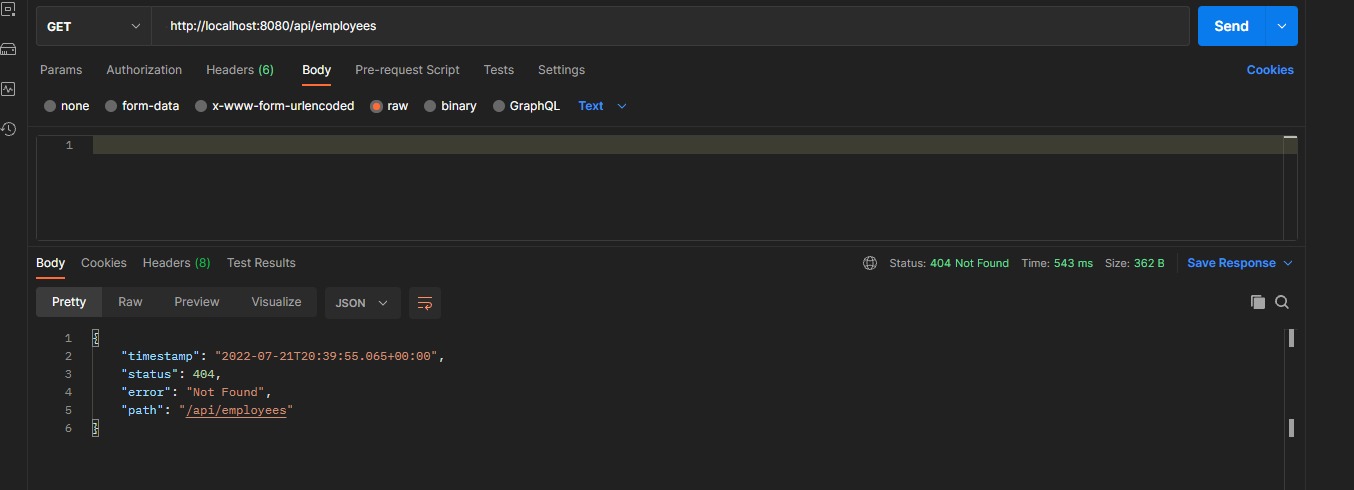 GET http://localhost:8080/api/employees Send
Params Authorization Headers (6) Body Pre-request Script Tests Settings Cookies
none form-data x-www-form-urlencoded raw binary GraphQL Text
1
Body Cookies Headers (8) Test Results Status: 404 Not Found Time: 543 ms Size: 362 B Save Response
Pretty Raw Preview Visualize JSON
1 {
2 "timestamp": "2022-07-21T20:39:55.065+00:00",
3 "status": 404,
4 "error": "Not Found",
5 "path": "/api/employees"
6 }